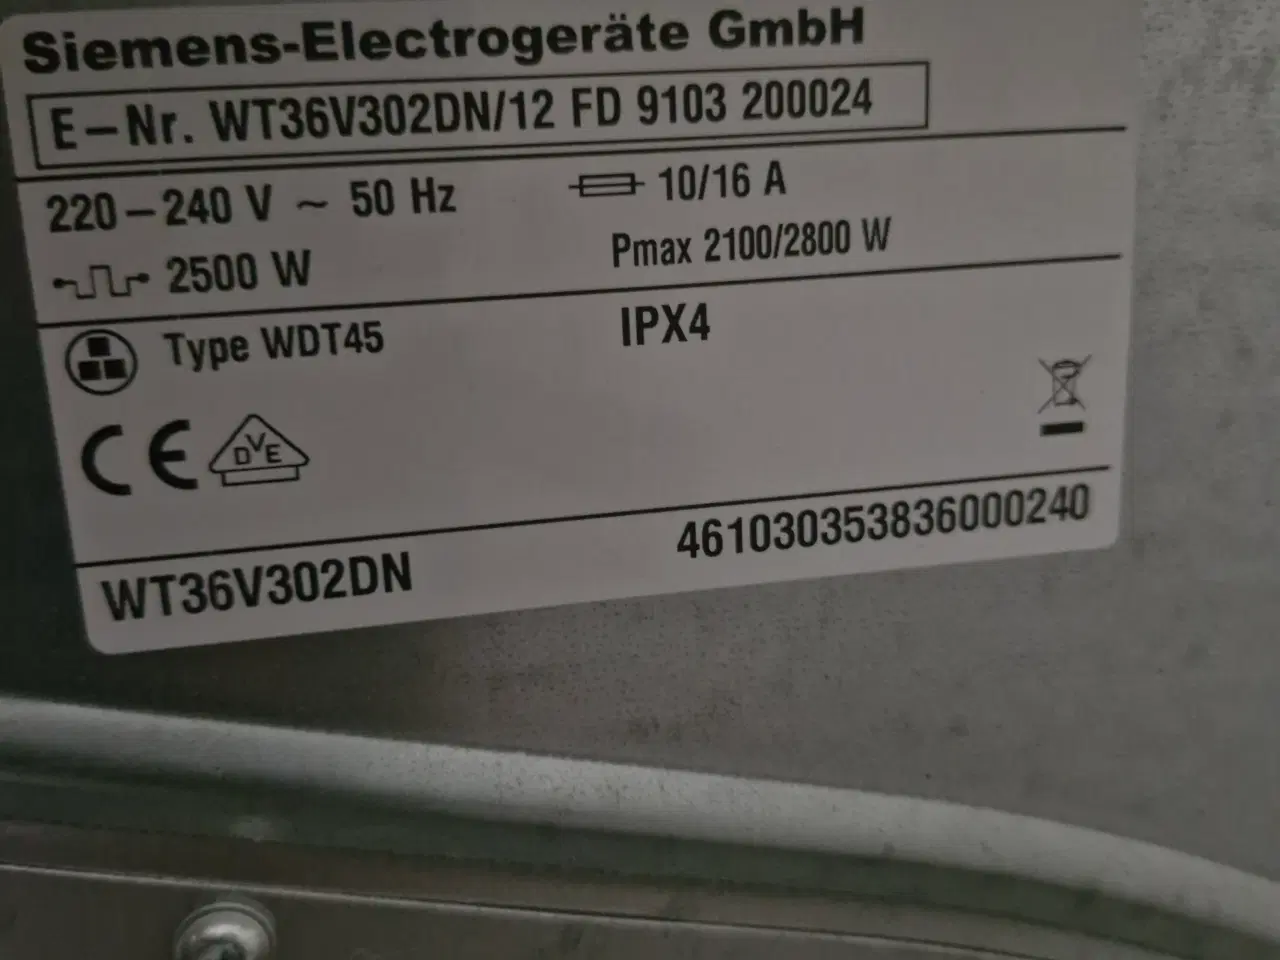 Siemens-Electrogeräte GmbH
E-Nr. WT36V302DN/12 FD 9103 200024
220-240 V ~ 50 Hz 10/16 A
2500 W Pmax 2100/2800 W
Type WDT45 IPX4
CE DVE
WT36V302DN 461030353836000240